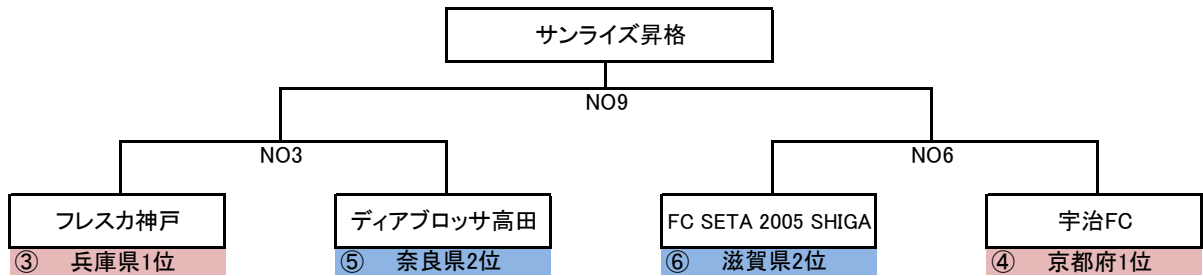 サンライズ昇格
NO9
NO3
NO6
フレスカ神戸
ディアブロッサ高田
FC SETA 2005 SHIGA
宇治FC
③ 兵庫県1位
⑤ 奈良県2位
⑥ 滋賀県2位
④ 京都府1位